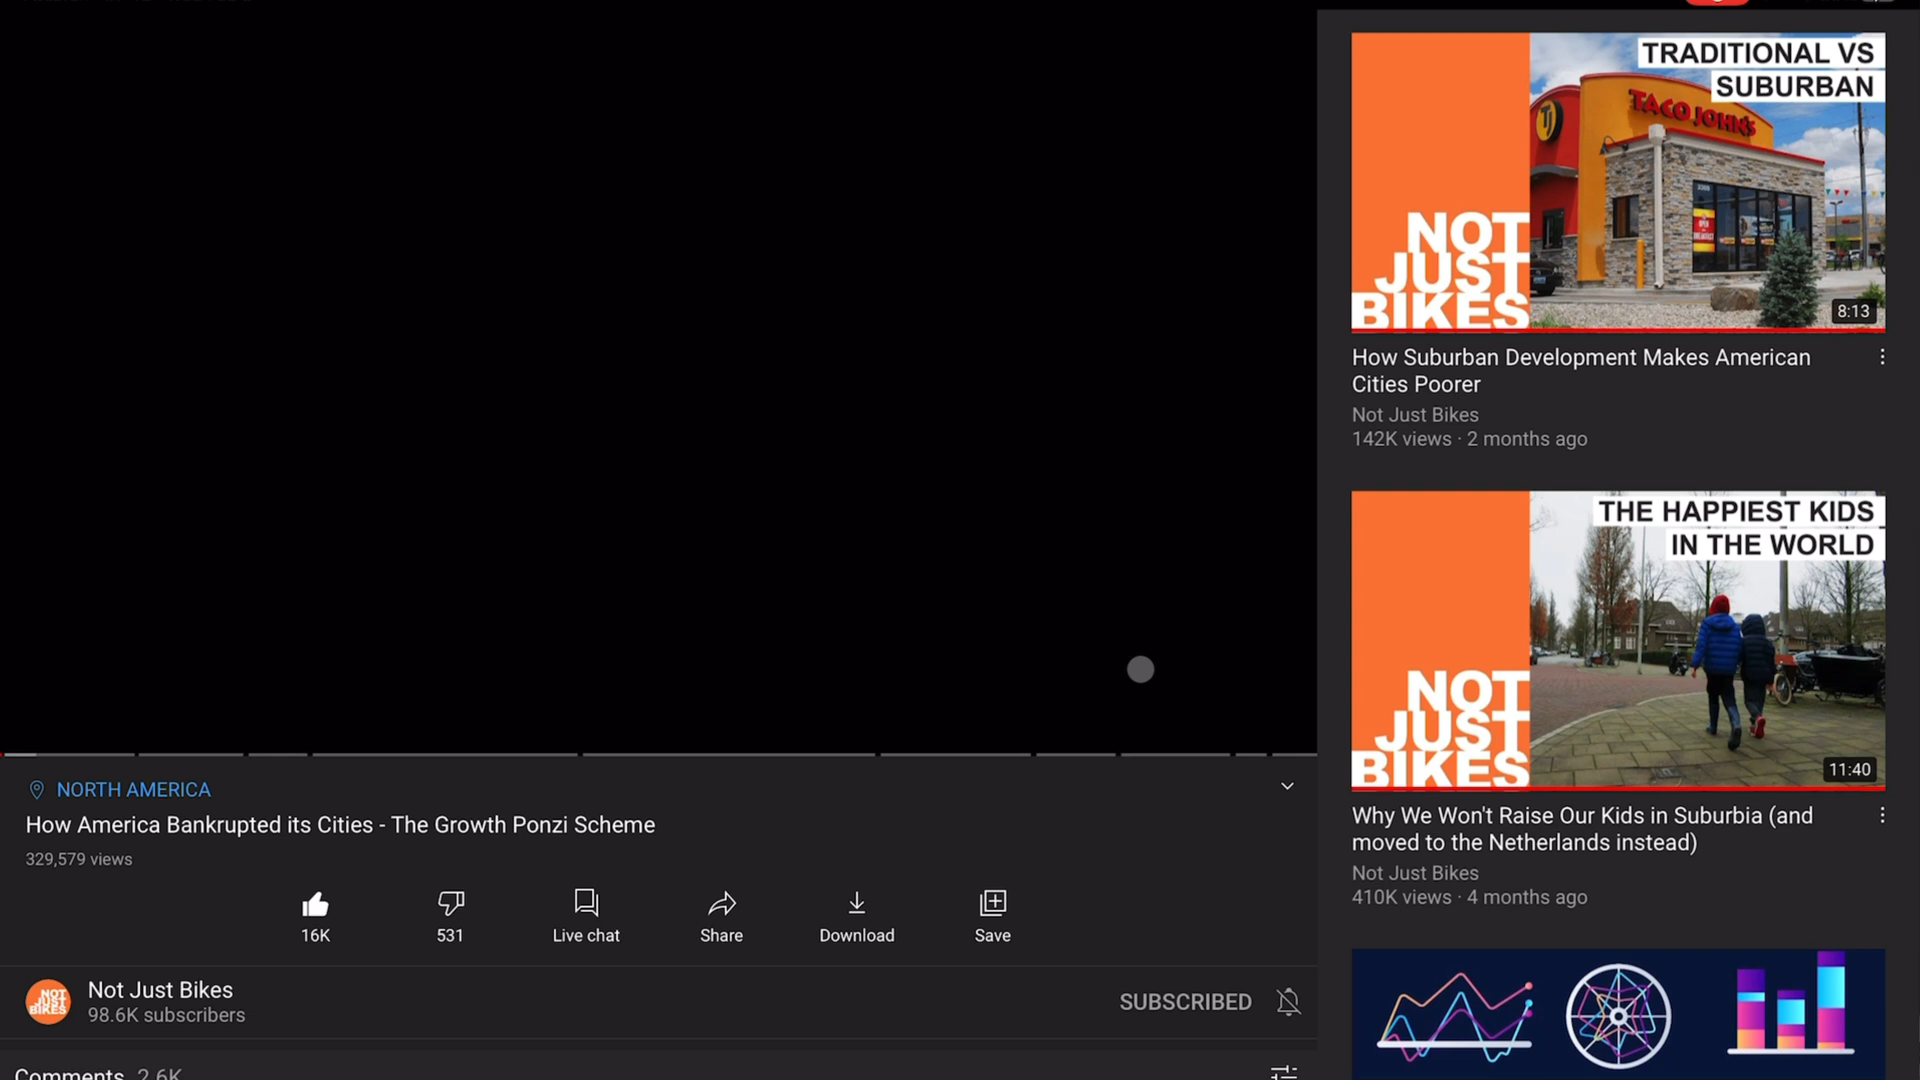 NORTH AMERICA
How America Bankrupted its Cities - The Growth Ponzi Scheme
329,579 views
16K
531
Live chat
Share
Download
Save
NOT
JUST
BIKES
Not Just Bikes
98.6K subscribers
SUBSCRIBED
Comments 2.6K
TRADITIONAL VS
SUBURBAN
TACO JOHN'S
TJ
NOT
JUST
BIKES
8:13
How Suburban Development Makes American
Cities Poorer
Not Just Bikes
142K views · 2 months ago
THE HAPPIEST KIDS
IN THE WORLD
NOT
JUST
BIKES
11:40
Why We Won't Raise Our Kids in Suburbia (and
moved to the Netherlands instead)
Not Just Bikes
410K views · 4 months ago